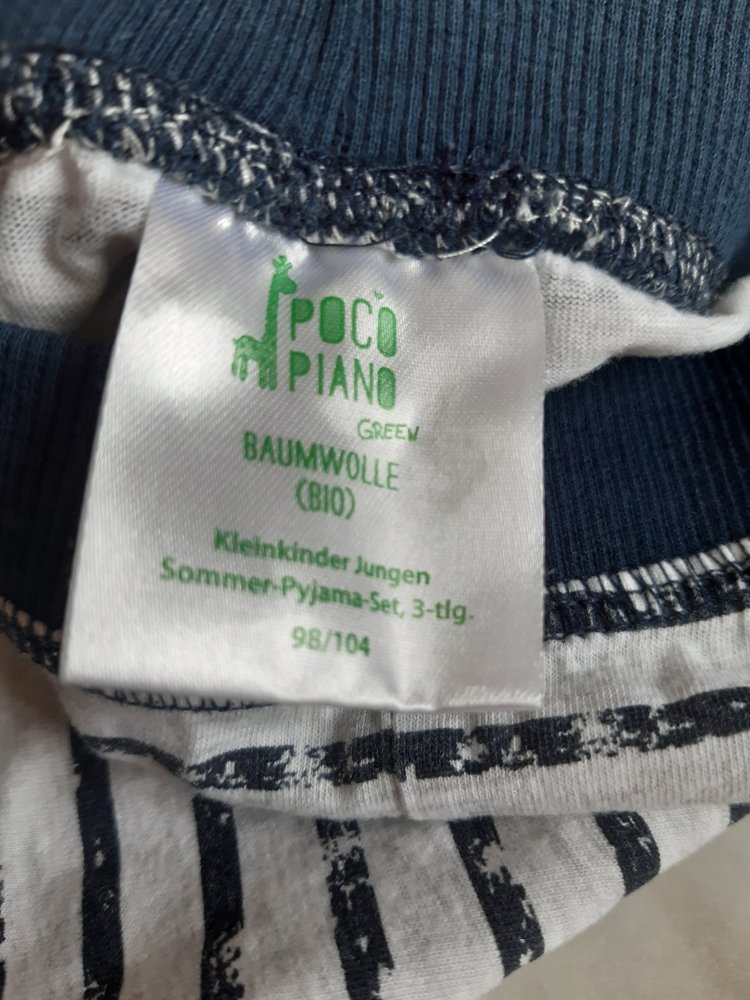 POCO
PIANO
GREEN
BAUMWOLLE
(BIO)
Kleinkinder Jungen
Sommer-Pyjama-Set, 3-tlg.
98/104